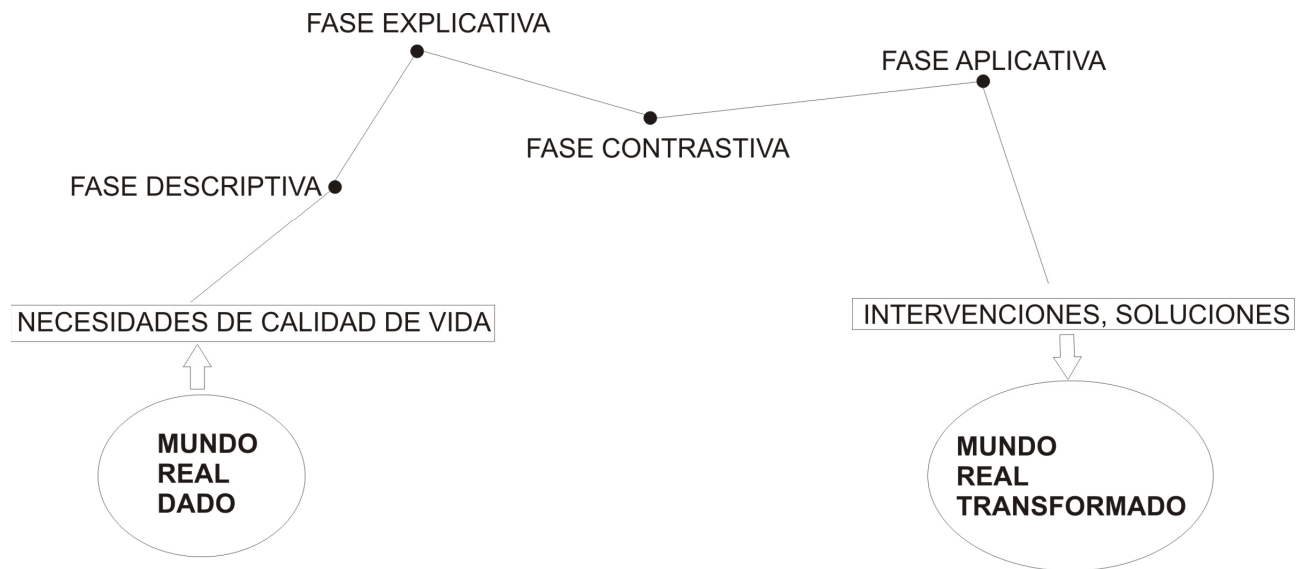 FASE EXPLICATIVA
FASE APLICATIVA
FASE CONTRASTIVA
FASE DESCRIPTIVA
NECESIDADES DE CALIDAD DE VIDA
INTERVENCIONES, SOLUCIONES
MUNDO
REAL
DADO
MUNDO
REAL
TRANSFORMADO